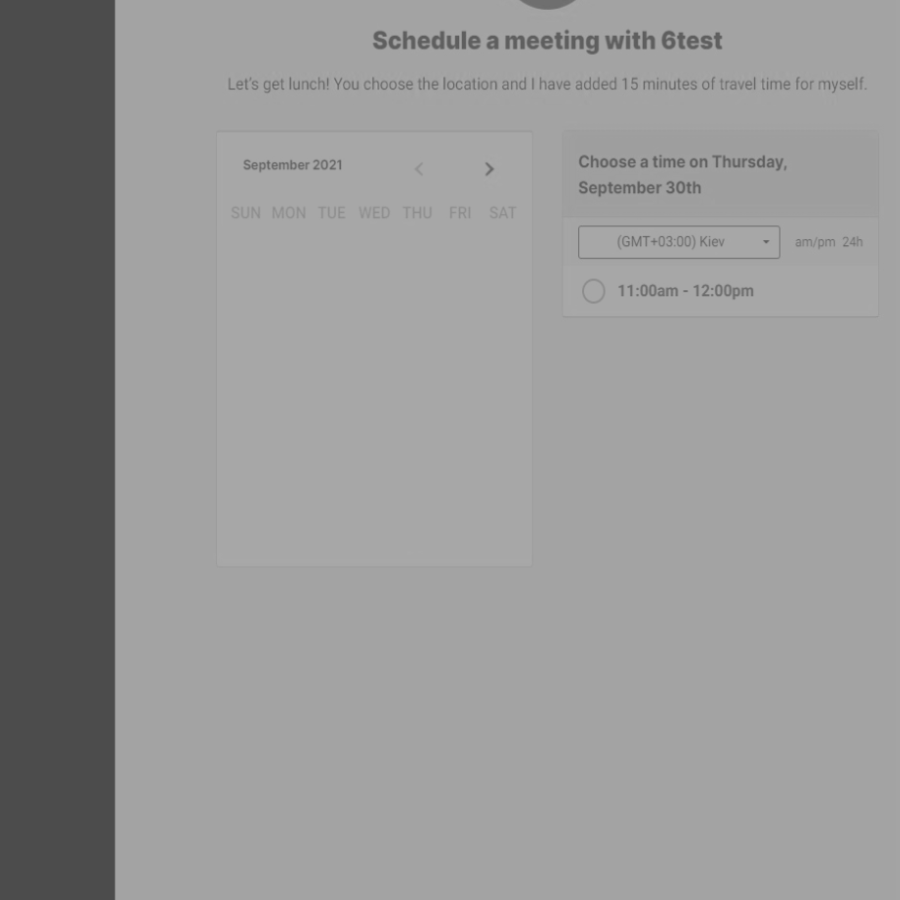 Schedule a meeting with 6test
Let's get lunch! You choose the location and I have added 15 minutes of travel time for myself.
September 2021
SUN MON TUE WED THU FRI SAT
Choose a time on Thursday,
September 30th
(GMT+03:00) Kiev
am/pm 24h
11:00am - 12:00pm